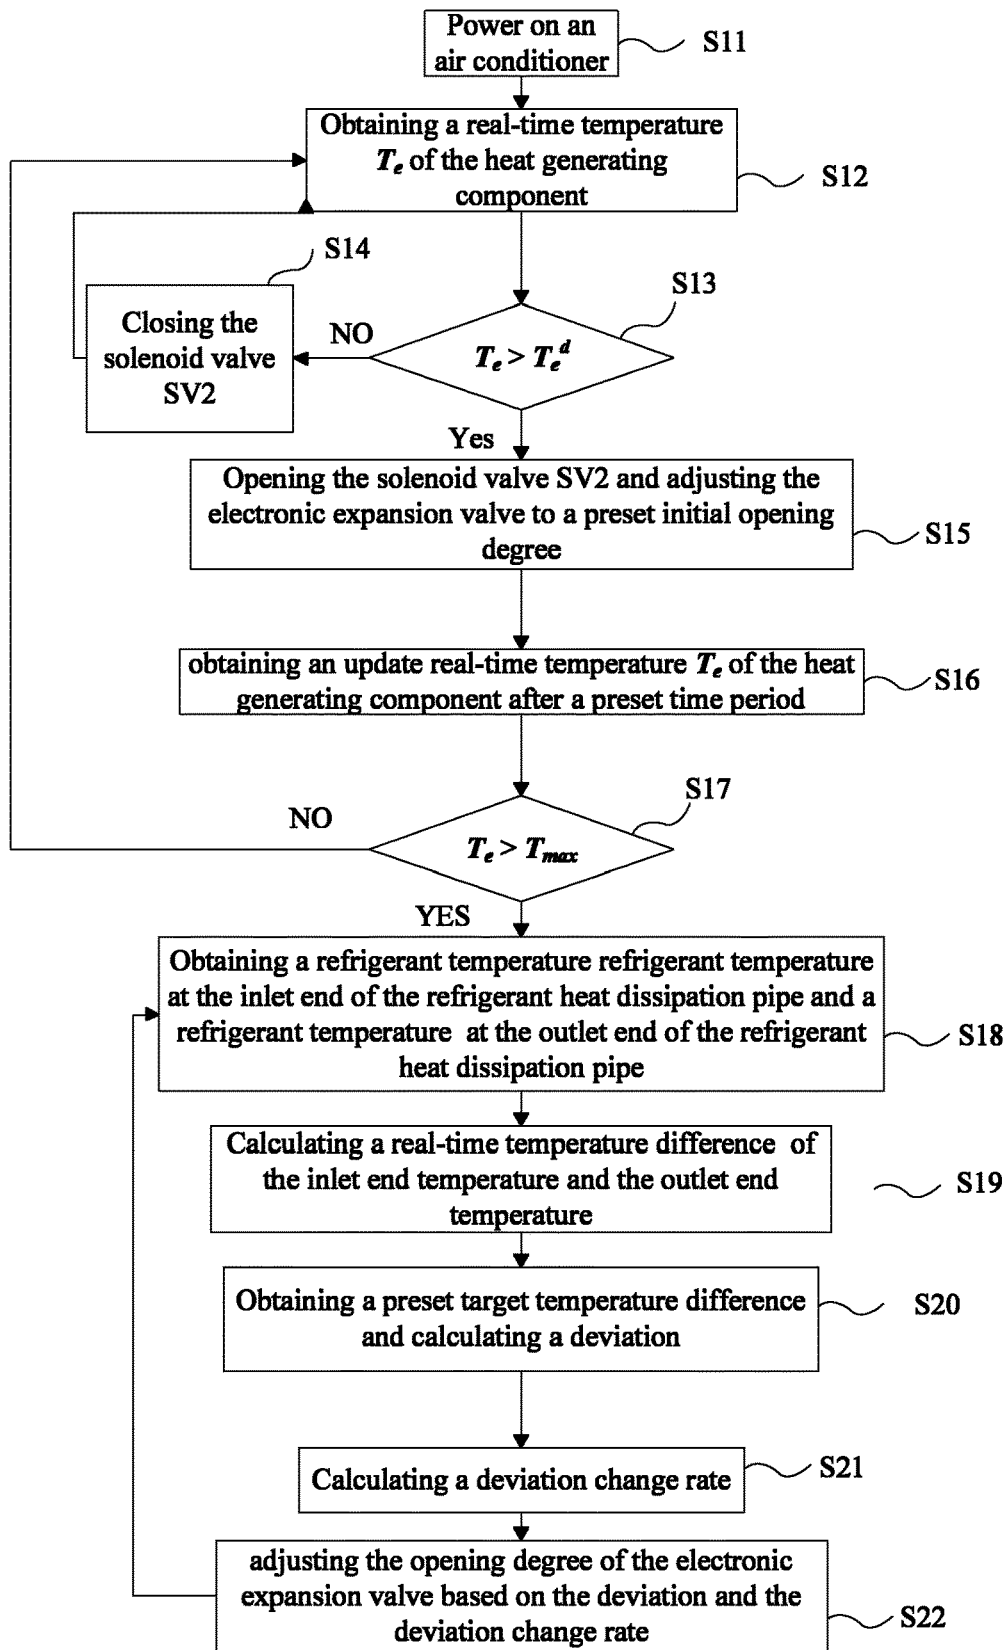 Power on an
air conditioner
S11
Obtaining a real-time temperature
Te of the heat generating
component
S12
S14
S13
Closing the
solenoid valve
SV2
NO
Te > Te^d
Yes
Opening the solenoid valve SV2 and adjusting the
electronic expansion valve to a preset initial opening
degree
S15
obtaining an update real-time temperature Te of the heat
generating component after a preset time period
S16
S17
NO
Te > Tmax
YES
Obtaining a refrigerant temperature refrigerant temperature
at the inlet end of the refrigerant heat dissipation pipe and a
refrigerant temperature at the outlet end of the refrigerant
heat dissipation pipe
S18
Calculating a real-time temperature difference of
the inlet end temperature and the outlet end
temperature
S19
Obtaining a preset target temperature difference
and calculating a deviation
S20
Calculating a deviation change rate
S21
adjusting the opening degree of the electronic
expansion valve based on the deviation and the
deviation change rate
S22